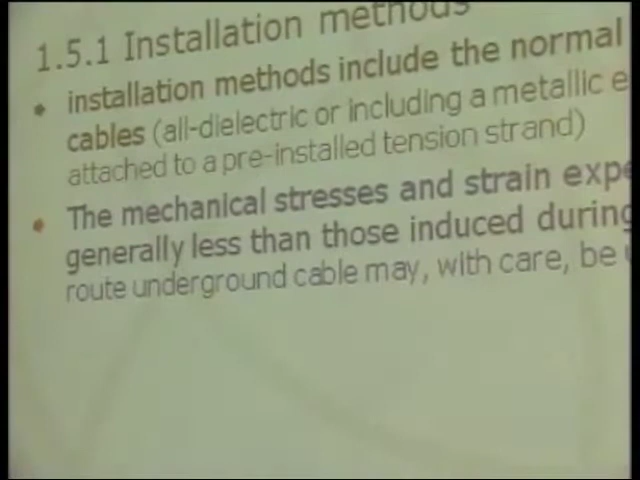 1.5.1 Installation methods
• installation methods include the normal
cables (all-dielectric or including a metallic e
attached to a pre-installed tension strand)
• The mechanical stresses and strain expe
generally less than those induced during
route underground cable may, with care, be